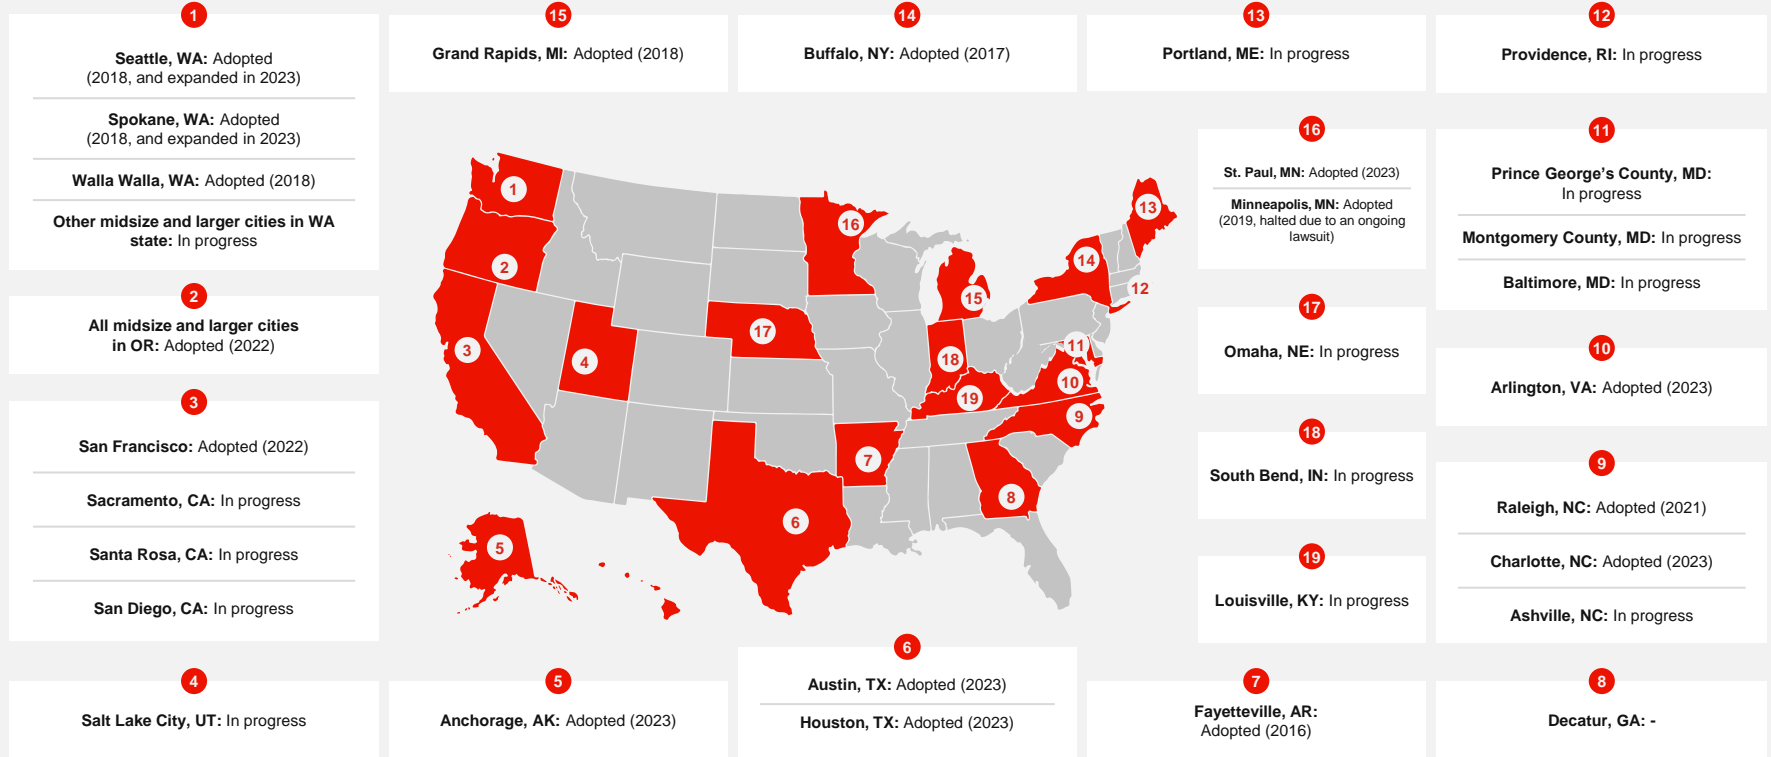 1
Seattle, WA: Adopted
(2018, and expanded in 2023)
Spokane, WA: Adopted
(2018, and expanded in 2023)
Walla Walla, WA: Adopted (2018)
Other midsize and larger cities in WA
state: In progress
2
All midsize and larger cities
in OR: Adopted (2022)
3
San Francisco: Adopted (2022)
Sacramento, CA: In progress
Santa Rosa, CA: In progress
San Diego, CA: In progress
4
Salt Lake City, UT: In progress
15
Grand Rapids, MI: Adopted (2018)
14
Buffalo, NY: Adopted (2017)
13
Portland, ME: In progress
12
Providence, RI: In progress
1
2
3
4
5
6
7
8
9
10
11
12
13
14
15
16
17
18
19
16
St. Paul, MN: Adopted (2023)
Minneapolis, MN: Adopted
(2019, halted due to an ongoing
lawsuit)
17
Omaha, NE: In progress
18
South Bend, IN: In progress
19
Louisville, KY: In progress
11
Prince George's County, MD:
In progress
Montgomery County, MD: In progress
Baltimore, MD: In progress
10
Arlington, VA: Adopted (2023)
9
Raleigh, NC: Adopted (2021)
Charlotte, NC: Adopted (2023)
Ashville, NC: In progress
5
Anchorage, AK: Adopted (2023)
6
Austin, TX: Adopted (2023)
Houston, TX: Adopted (2023)
7
Fayetteville, AR:
Adopted (2016)
8
Decatur, GA: -